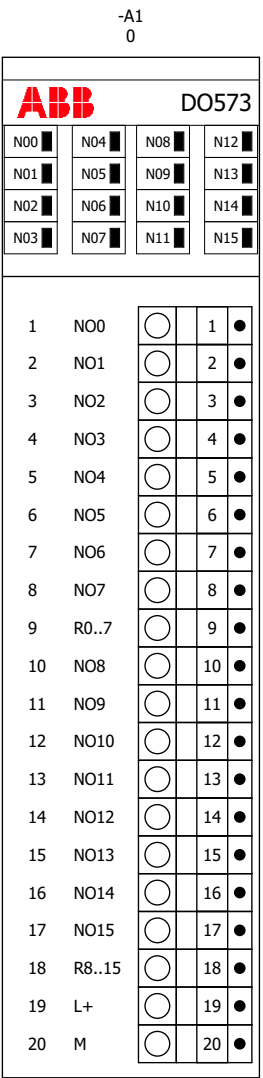 -A1
0
ABB DO573
N00 N04 N08 N12
N01 N05 N09 N13
N02 N06 N10 N14
N03 N07 N11 N15
1 NO0 1
2 NO1 2
3 NO2 3
4 NO3 4
5 NO4 5
6 NO5 6
7 NO6 7
8 NO7 8
9 R0..7 9
10 NO8 10
11 NO9 11
12 NO10 12
13 NO11 13
14 NO12 14
15 NO13 15
16 NO14 16
17 NO15 17
18 R8..15 18
19 L+ 19
20 M 20